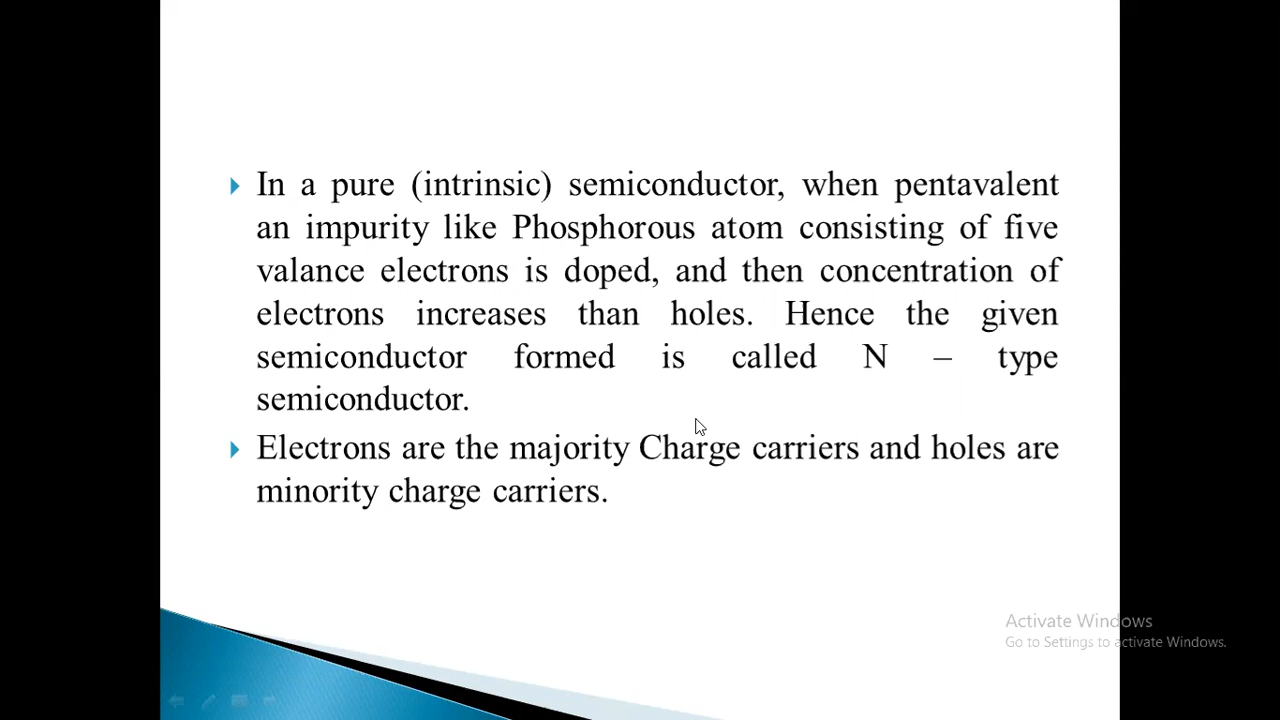 In a pure (intrinsic) semiconductor, when pentavalent
an impurity like Phosphorous atom consisting of five
valance electrons is doped, and then concentration of
electrons increases than holes. Hence the given
semiconductor formed is called N – type
semiconductor.
Electrons are the majority Charge carriers and holes are
minority charge carriers.
Activate Windows
Go to Settings to activate Windows.